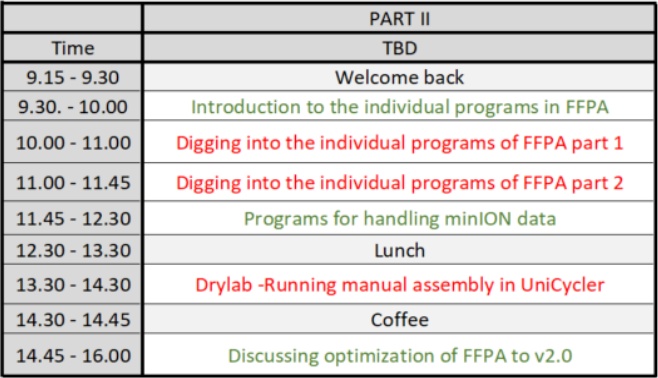 PART II
Time TBD
9.15 - 9.30 Welcome back
9.30. - 10.00 Introduction to the individual programs in FFPA
10.00 - 11.00 Digging into the individual programs of FFPA part 1
11.00 - 11.45 Digging into the individual programs of FFPA part 2
11.45 - 12.30 Programs for handling minION data
12.30 - 13.30 Lunch
13.30 - 14.30 Drylab -Running manual assembly in UniCycler
14.30 - 14.45 Coffee
14.45 - 16.00 Discussing optimization of FFPA to v2.0